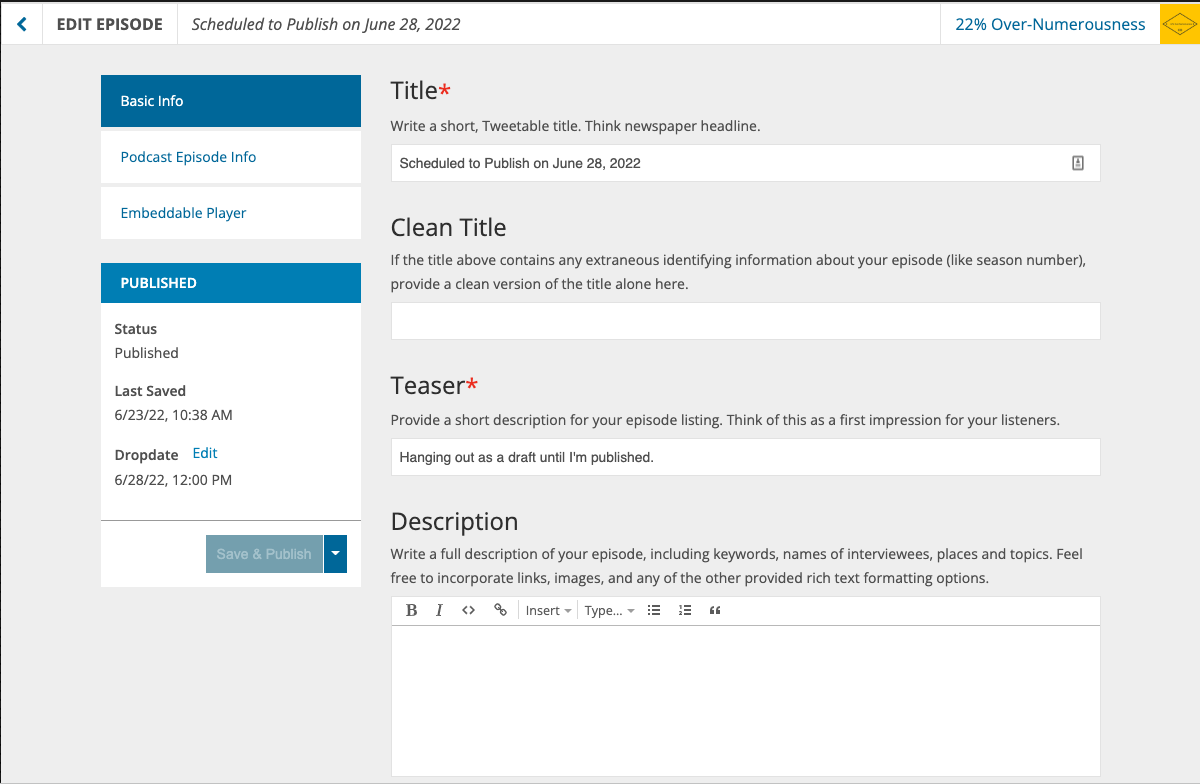 EDIT EPISODE
Scheduled to Publish on June 28, 2022
22% Over-Numerousness
Basic Info
Podcast Episode Info
Embeddable Player
PUBLISHED
Status
Published
Last Saved
6/23/22, 10:38 AM
Dropdate Edit
6/28/22, 12:00 PM
Save & Publish
Title*
Write a short, Tweetable title. Think newspaper headline.
Scheduled to Publish on June 28, 2022
Clean Title
If the title above contains any extraneous identifying information about your episode (like season number),
provide a clean version of the title alone here.
Teaser*
Provide a short description for your episode listing. Think of this as a first impression for your listeners.
Hanging out as a draft until I'm published.
Description
Write a full description of your episode, including keywords, names of interviewees, places and topics. Feel
free to incorporate links, images, and any of the other provided rich text formatting options.
B I <> Insert Type... “